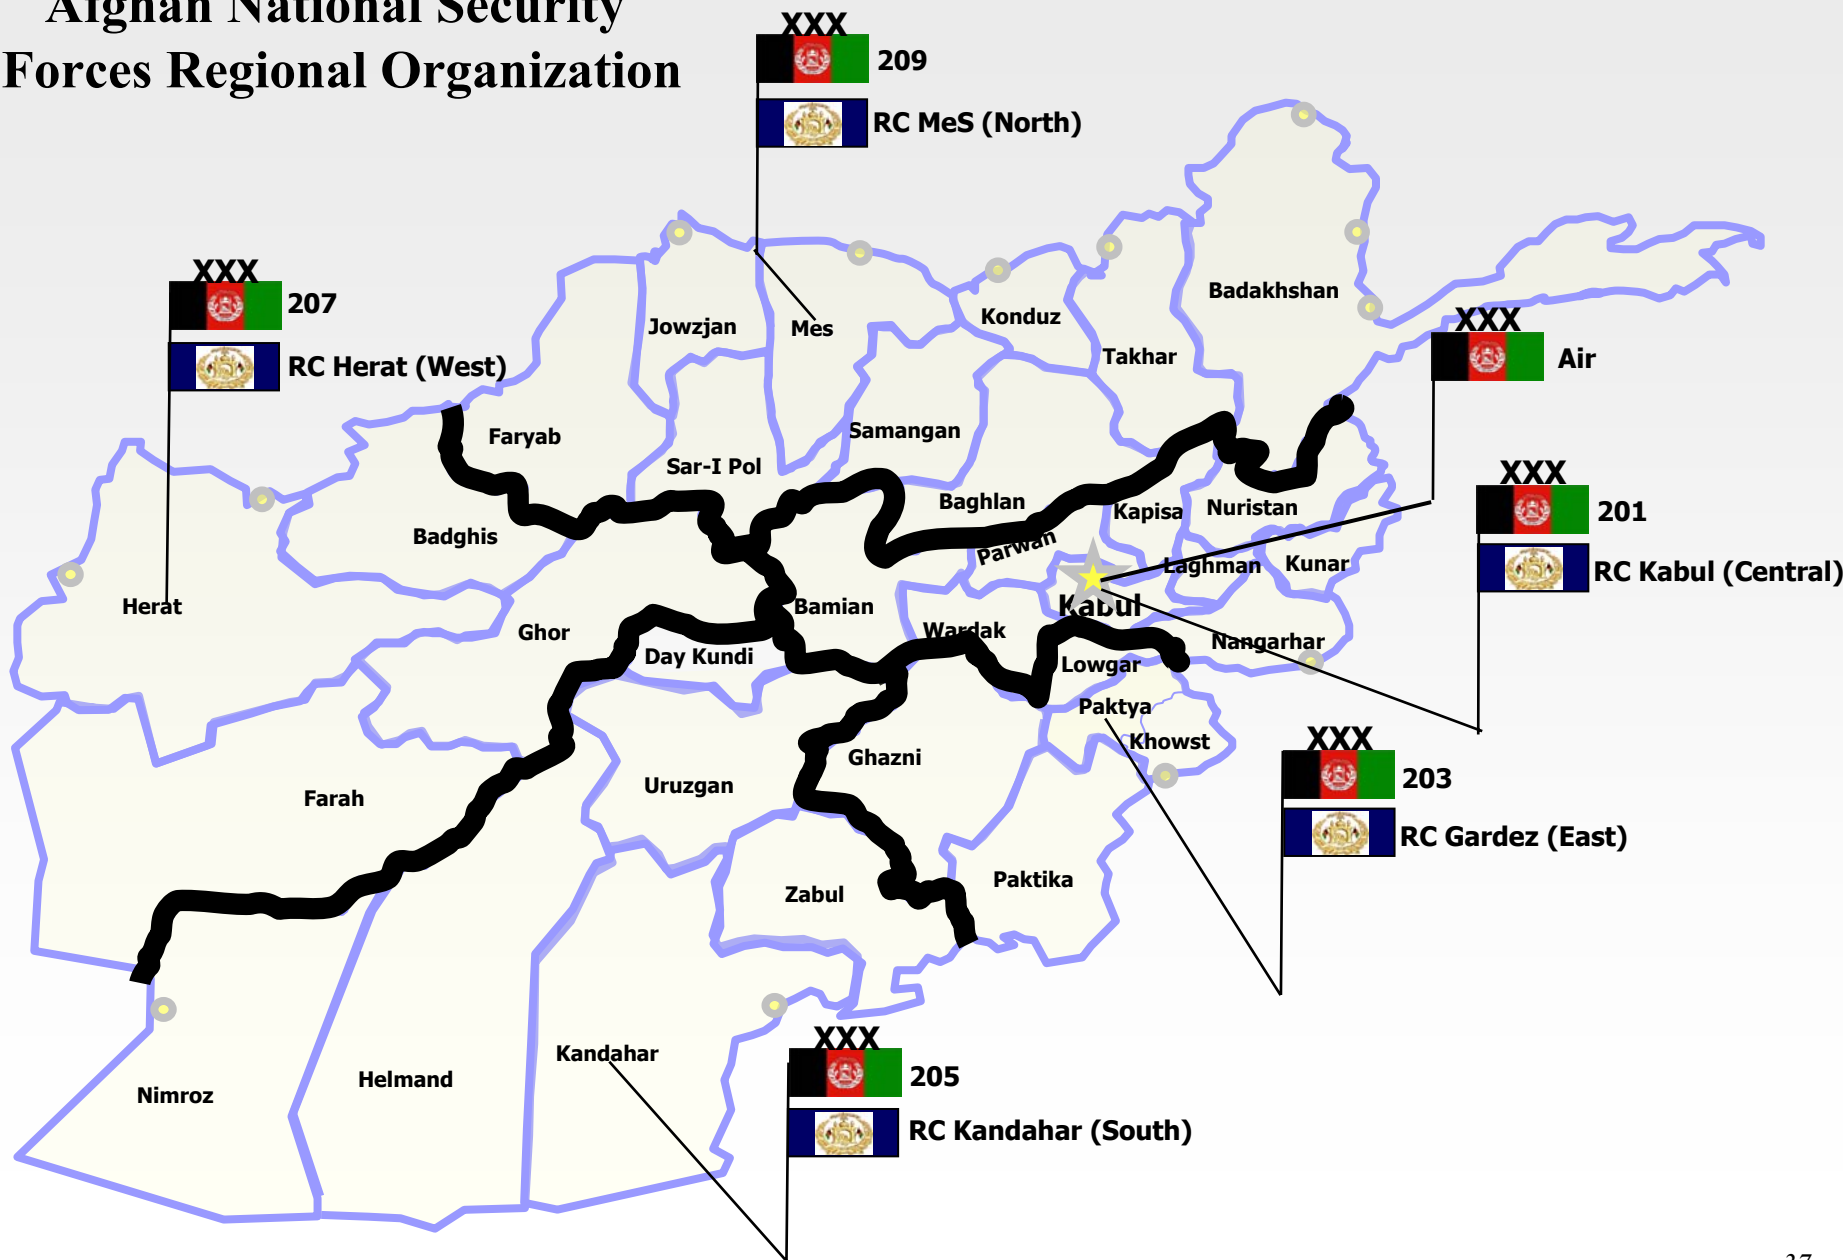 Afghan National Security
Forces Regional Organization
XXX
209
RC MeS (North)
XXX
207
RC Herat (West)
XXX
Air
XXX
201
RC Kabul (Central)
XXX
203
RC Gardez (East)
XXX
205
RC Kandahar (South)
Badakhshan
Jowzjan
Mes
Konduz
Takhar
Faryab
Samangan
Sar-I Pol
Baghlan
Kapisa
Nuristan
Badghis
Parwan
Laghman
Kunar
Herat
Bamian
Kabul
Ghor
Wardak
Nangarhar
Day Kundi
Lowgar
Paktya
Khowst
Ghazni
Uruzgan
Farah
Zabul
Paktika
Kandahar
Helmand
Nimroz
37